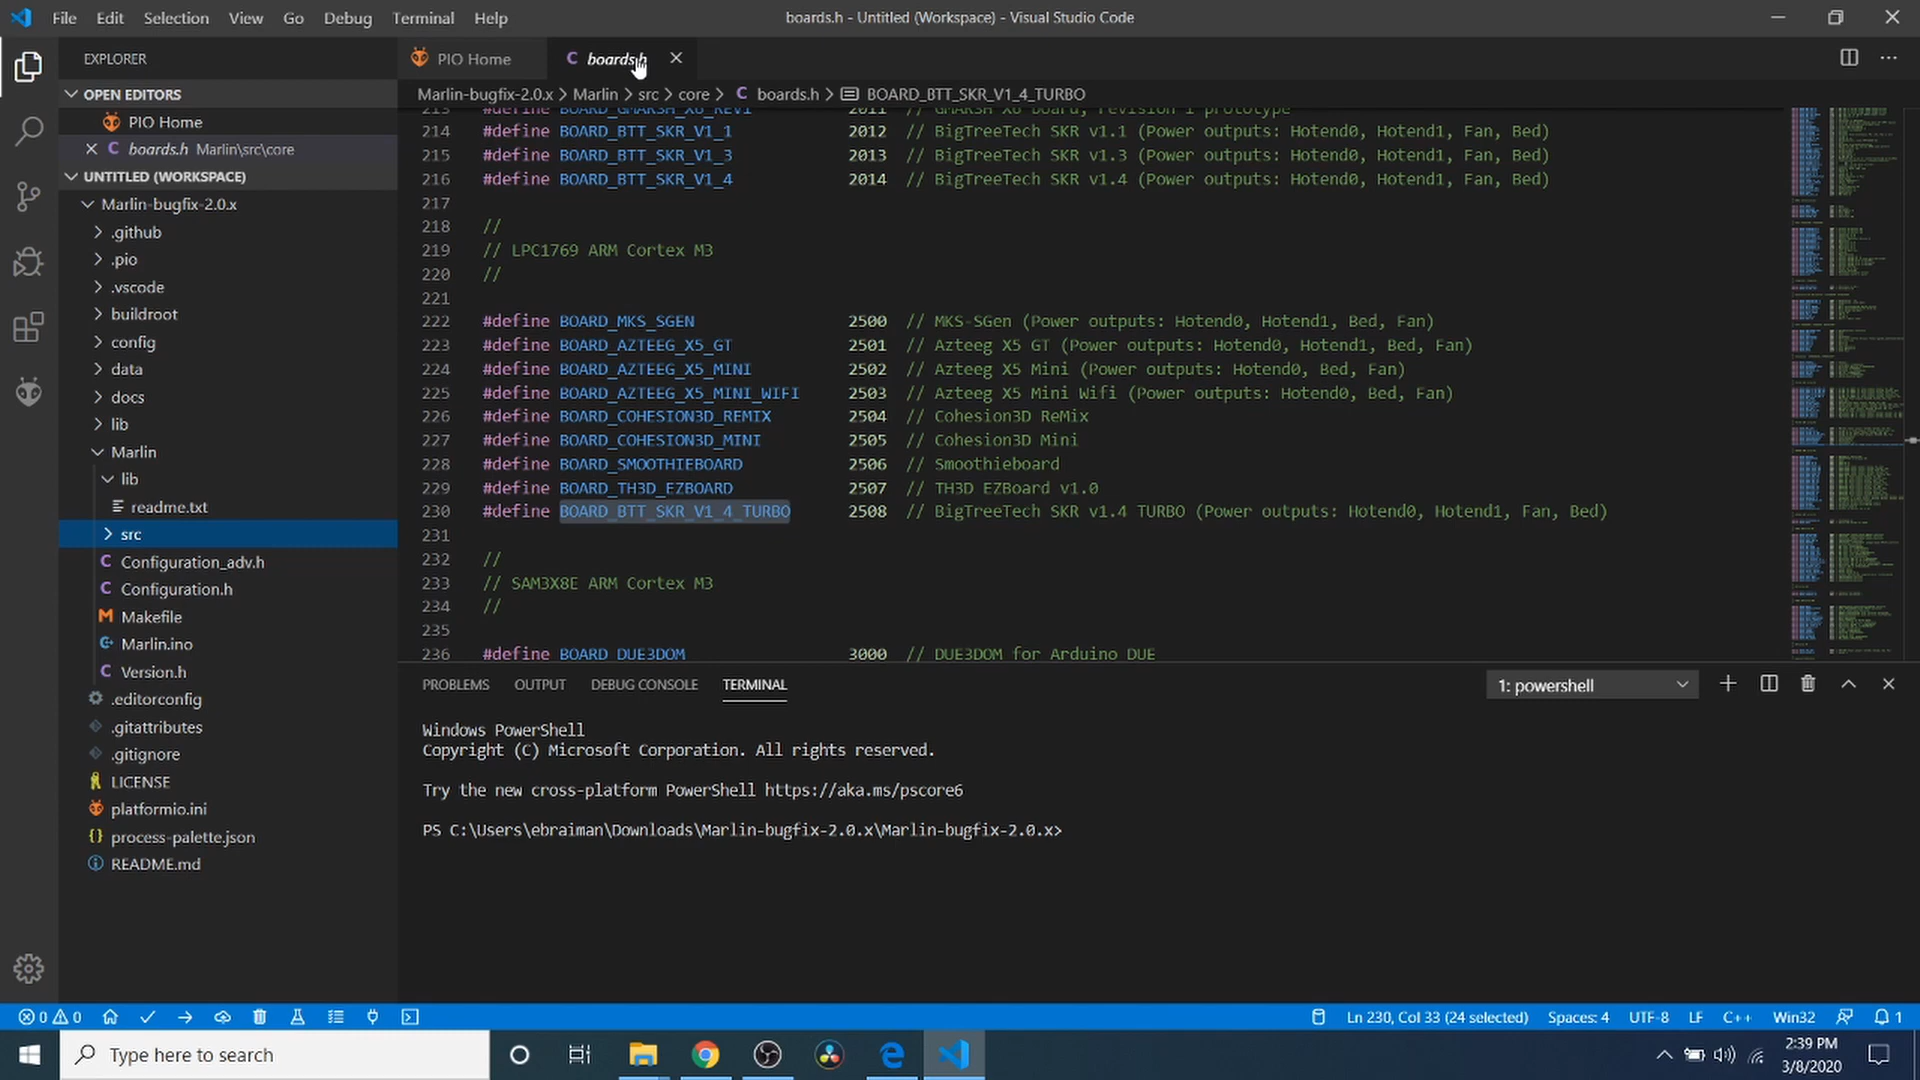 File Edit Selection View Go Debug Terminal Help
boards.h - Untitled (Workspace) - Visual Studio Code
EXPLORER
OPEN EDITORS
PIO Home
boards.h Marlin\src\core
UNTITLED (WORKSPACE)
Marlin-bugfix-2.0.x
.github
.pio
.vscode
buildroot
config
data
docs
lib
Marlin
lib
readme.txt
src
Configuration_adv.h
Configuration.h
Makefile
Marlin.ino
Version.h
.editorconfig
.gitattributes
.gitignore
LICENSE
platformio.ini
process-palette.json
README.md
PIO Home
boards.h
Marlin-bugfix-2.0.x > Marlin > src > core > C boards.h > BOARD_BTT_SKR_V1_4_TURBO
213 #define BOARD_GMARSH_X6_REV1 2011 // GMARSH X6 board, revision 1 prototype
214 #define BOARD_BTT_SKR_V1_1 2012 // BigTreeTech SKR v1.1 (Power outputs: Hotend0, Hotend1, Fan, Bed)
215 #define BOARD_BTT_SKR_V1_3 2013 // BigTreeTech SKR v1.3 (Power outputs: Hotend0, Hotend1, Fan, Bed)
216 #define BOARD_BTT_SKR_V1_4 2014 // BigTreeTech SKR v1.4 (Power outputs: Hotend0, Hotend1, Fan, Bed)
217
218 //
219 // LPC1769 ARM Cortex M3
220 //
221
222 #define BOARD_MKS_SGEN 2500 // MKS-SGen (Power outputs: Hotend0, Hotend1, Bed, Fan)
223 #define BOARD_AZTEEG_X5_GT 2501 // Azteeg X5 GT (Power outputs: Hotend0, Hotend1, Bed, Fan)
224 #define BOARD_AZTEEG_X5_MINI 2502 // Azteeg X5 Mini (Power outputs: Hotend0, Bed, Fan)
225 #define BOARD_AZTEEG_X5_MINI_WIFI 2503 // Azteeg X5 Mini Wifi (Power outputs: Hotend0, Bed, Fan)
226 #define BOARD_COHESION3D_REMIX 2504 // Cohesion3D ReMix
227 #define BOARD_COHESION3D_MINI 2505 // Cohesion3D Mini
228 #define BOARD_SMOOTHIEBOARD 2506 // Smoothieboard
229 #define BOARD_TH3D_EZBOARD 2507 // TH3D EZBoard v1.0
230 #define BOARD_BTT_SKR_V1_4_TURBO 2508 // BigTreeTech SKR v1.4 TURBO (Power outputs: Hotend0, Hotend1, Fan, Bed)
231
232 //
233 // SAM3X8E ARM Cortex M3
234 //
235
236 #define BOARD_DUE3DOM 3000 // DUE3DOM for Arduino DUE
PROBLEMS OUTPUT DEBUG CONSOLE TERMINAL 1: powershell
Windows PowerShell
Copyright (C) Microsoft Corporation. All rights reserved.
Try the new cross-platform PowerShell https://aka.ms/pscore6
PS C:\Users\ebraiman\Downloads\Marlin-bugfix-2.0.x\Marlin-bugfix-2.0.x>
0 0 Ln 230, Col 33 (24 selected) Spaces: 4 UTF-8 LF C++ Win32 1
Type here to search
2:39 PM
3/8/2020